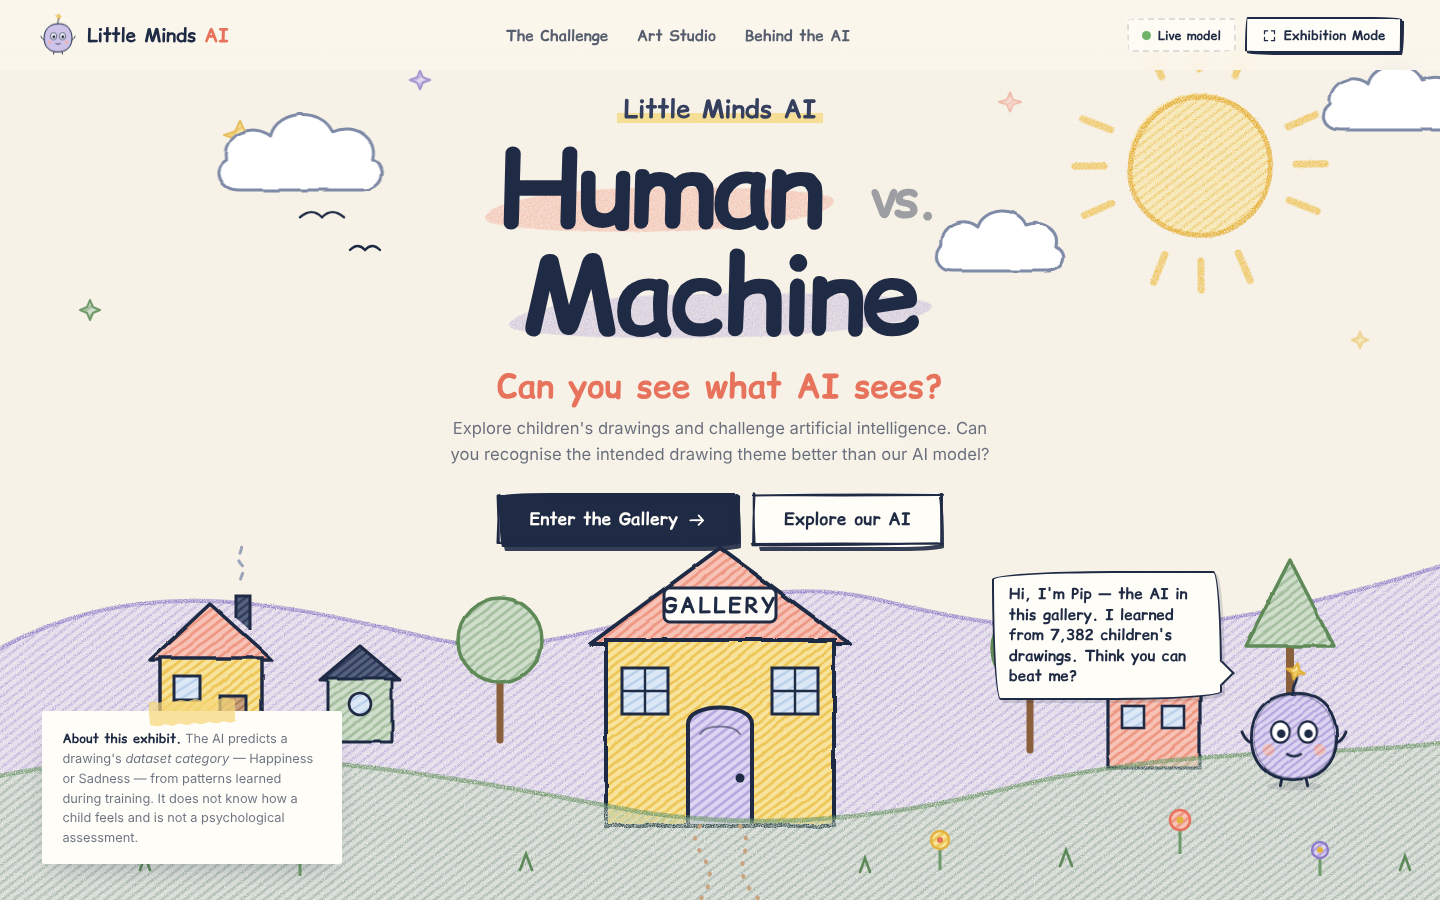 Little Minds AI
The Challenge
Art Studio
Behind the AI
Live model
Exhibition Mode
Little Minds AI
Human vs.
Machine
Can you see what AI sees?
Explore children's drawings and challenge artificial intelligence. Can
you recognise the intended drawing theme better than our AI model?
Enter the Gallery →
Explore our AI
GALLERY
Hi, I'm Pip — the AI in
this gallery. I learned
from 7,382 children's
drawings. Think you can
beat me?
About this exhibit. The AI predicts a
drawing's dataset category — Happiness
or Sadness — from patterns learned
during training. It does not know how a
child feels and is not a psychological
assessment.